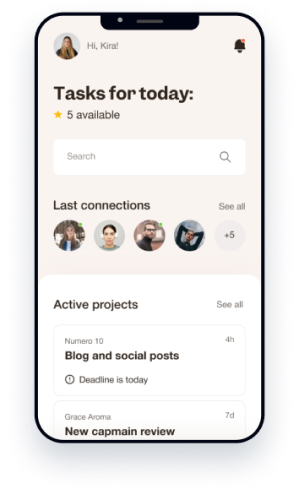 Hi, Kira!
Tasks for today:
5 available
Search
Last connections See all
+5
Active projects See all
Numero 10 4h
Blog and social posts
Deadline is today
Grace Aroma 7d
New capmain review